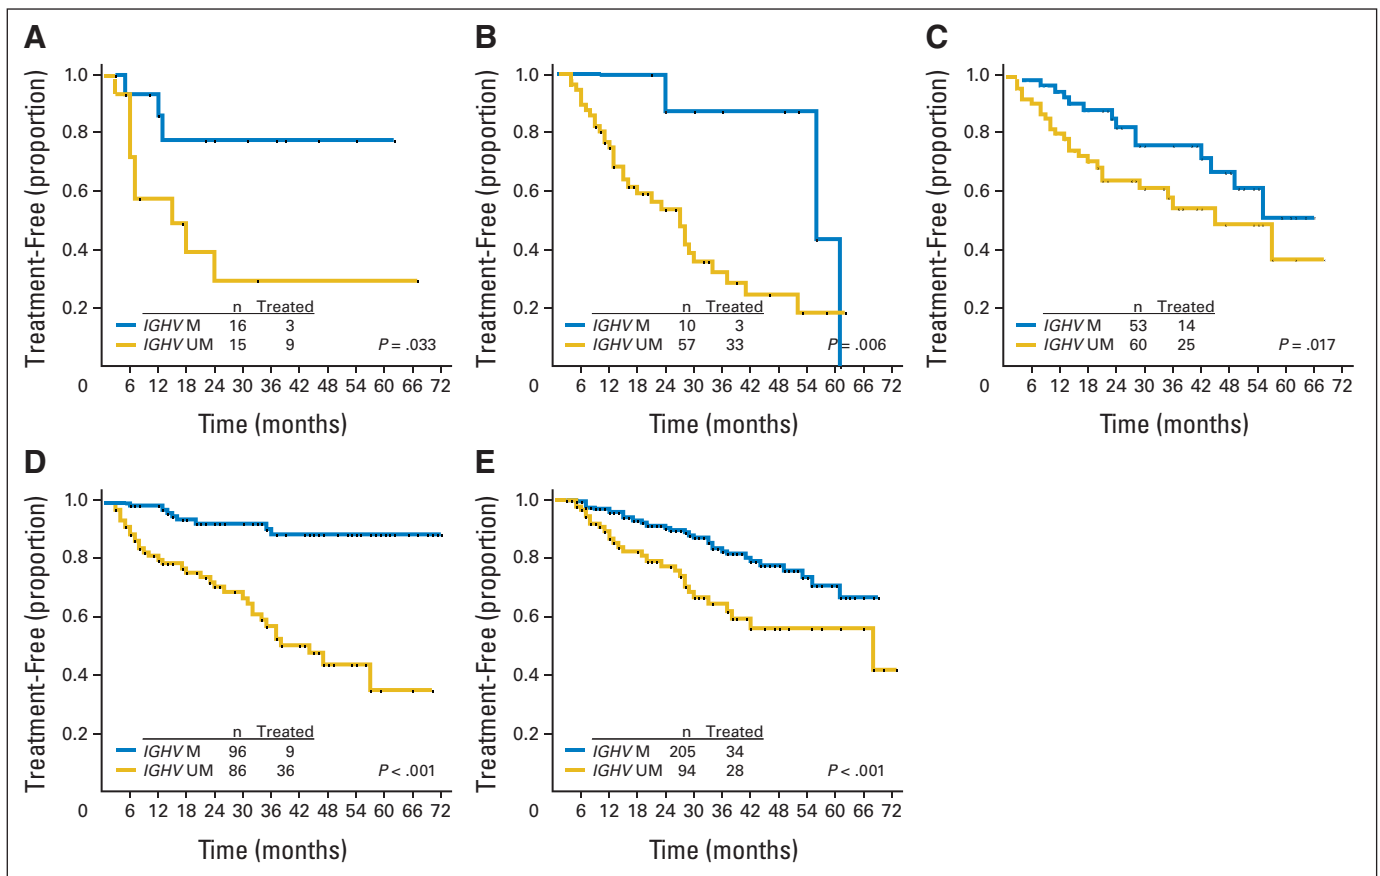 A
Treatment-Free (proportion)
1.0
0.8
0.6
0.4
0.2
0
n Treated
IGHV M 16 3
IGHV UM 15 9
P = .033
6 12 18 24 30 36 42 48 54 60 66 72
Time (months)
B
Treatment-Free (proportion)
1.0
0.8
0.6
0.4
0.2
0
n Treated
IGHV M 10 3
IGHV UM 57 33
P = .006
6 12 18 24 30 36 42 48 54 60 66 72
Time (months)
C
Treatment-Free (proportion)
1.0
0.8
0.6
0.4
0.2
0
n Treated
IGHV M 53 14
IGHV UM 60 25
P = .017
6 12 18 24 30 36 42 48 54 60 66 72
Time (months)
D
Treatment-Free (proportion)
1.0
0.8
0.6
0.4
0.2
0
n Treated
IGHV M 96 9
IGHV UM 86 36
P < .001
6 12 18 24 30 36 42 48 54 60 66 72
Time (months)
E
Treatment-Free (proportion)
1.0
0.8
0.6
0.4
0.2
0
n Treated
IGHV M 205 34
IGHV UM 94 28
P < .001
6 12 18 24 30 36 42 48 54 60 66 72
Time (months)